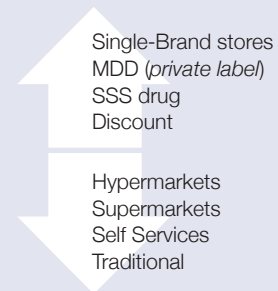 Single-Brand stores
MDD (private label)
SSS drug
Discount
Hypermarkets
Supermarkets
Self Services
Traditional